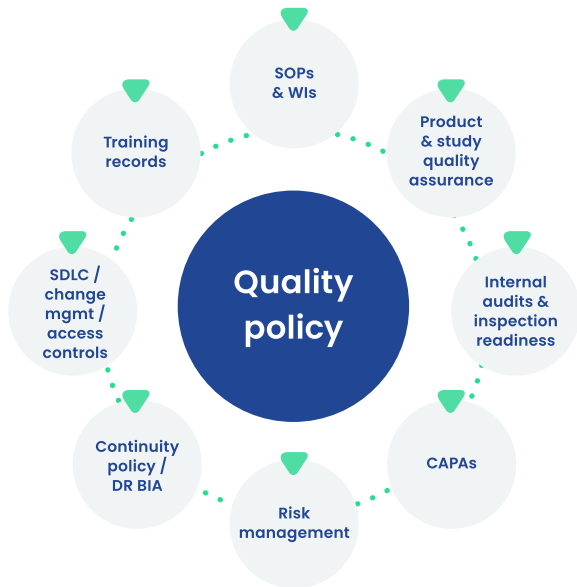 SOPs
& WIs
Product
& study
quality
assurance
Internal
audits &
inspection
readiness
CAPAs
Risk
management
Continuity
policy /
DR BIA
SDLC /
change
mgmt /
access
controls
Training
records
Quality
policy